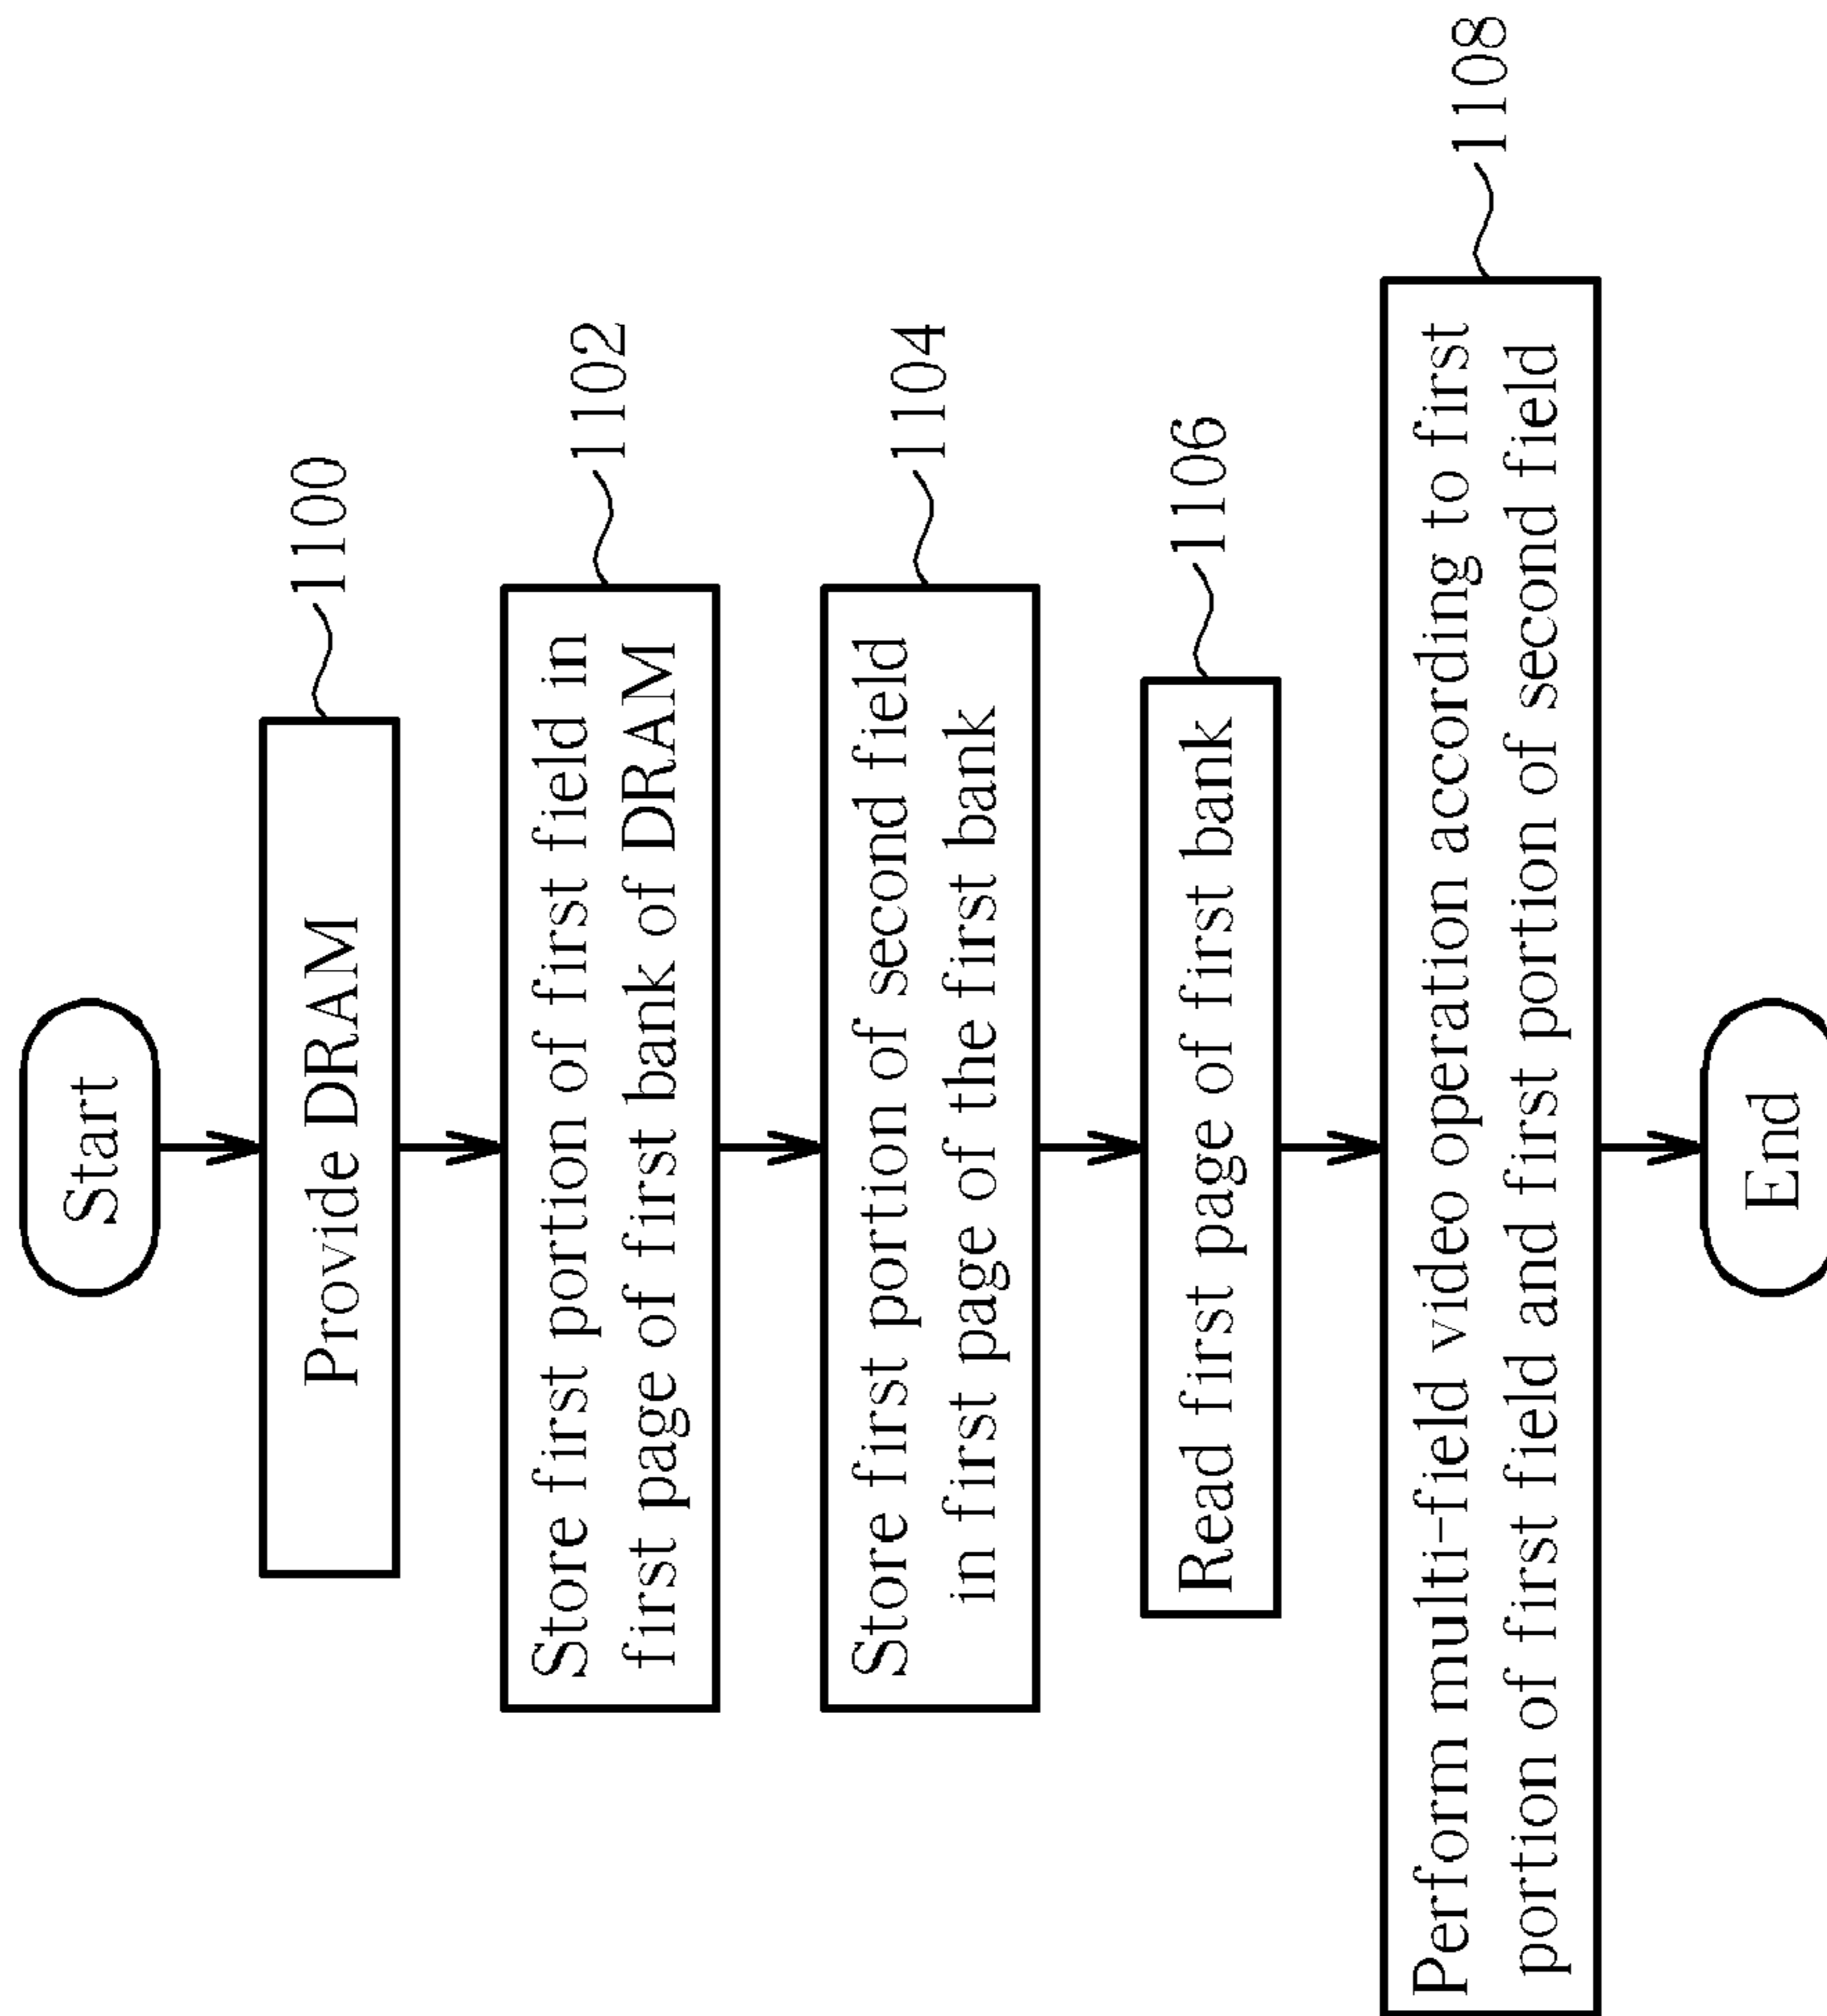 Start
Provide DRAM
1100
Store first portion of first field in
first page of first bank of DRAM
1102
Store first portion of second field
in first page of the first bank
1104
Read first page of first bank
1106
Perform multi-field video operation according to first
portion of first field and first portion of second field
1108
End